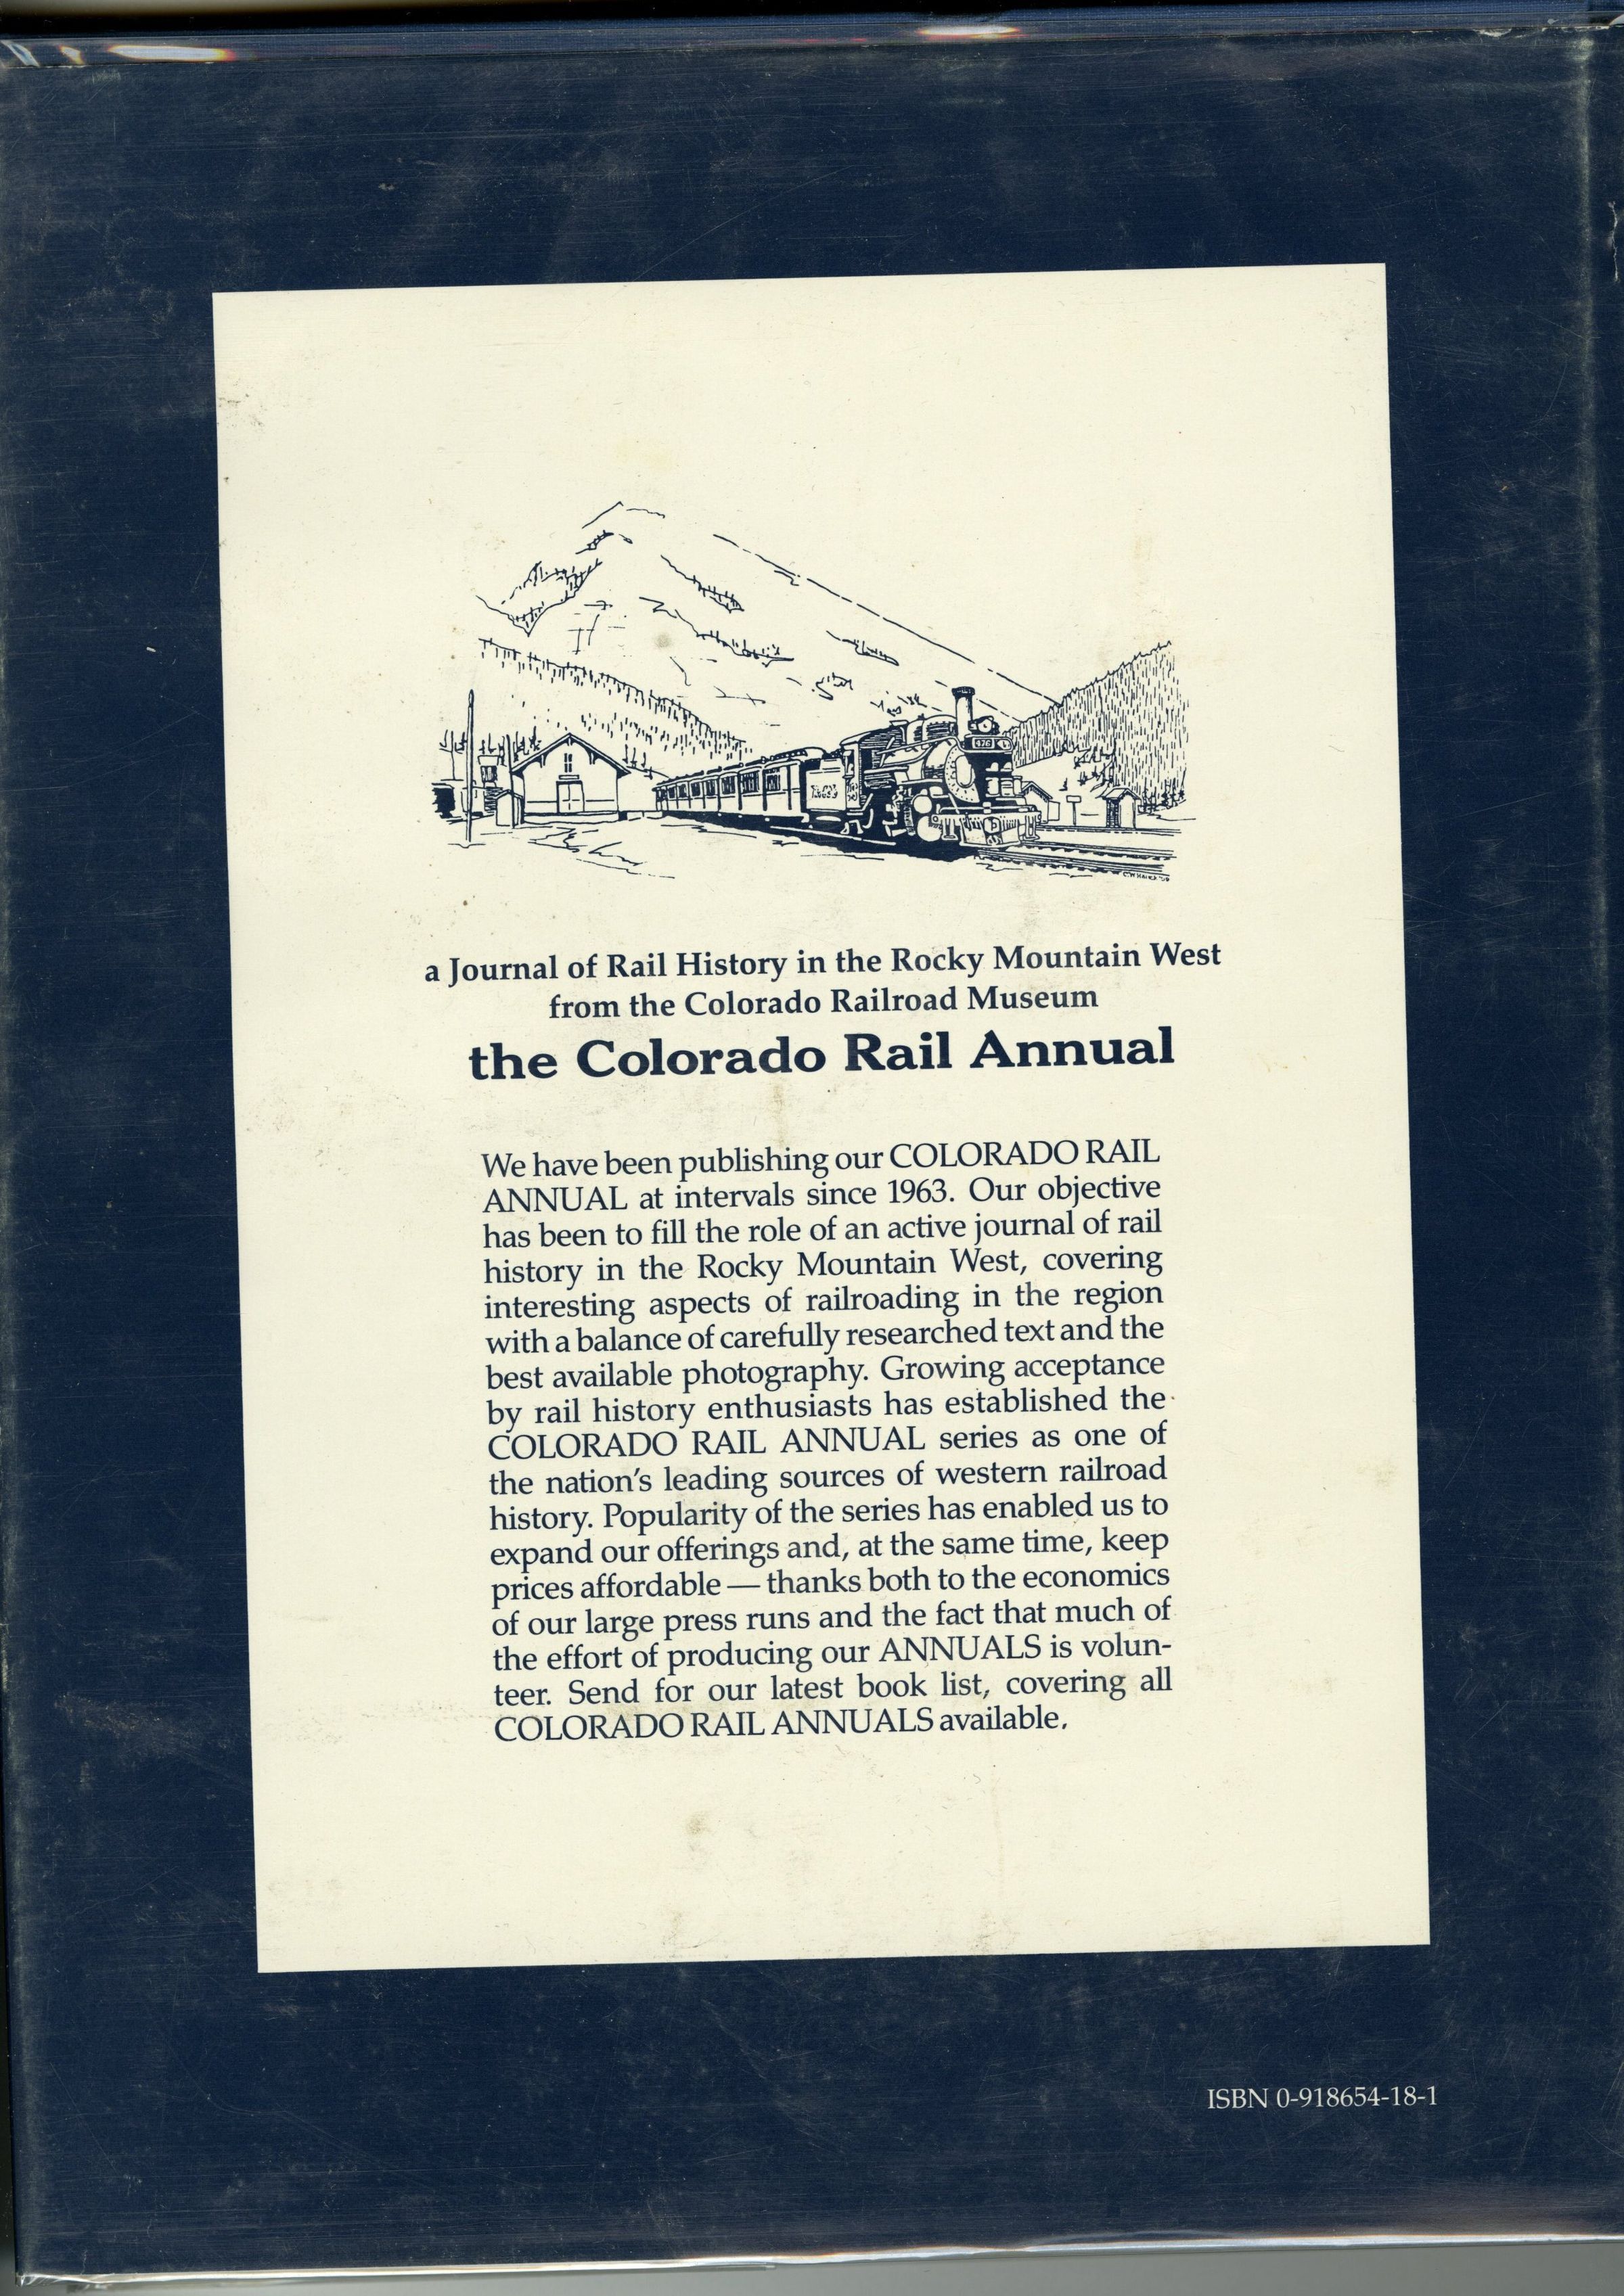 a Journal of Rail History in the Rocky Mountain West
from the Colorado Railroad Museum
the Colorado Rail Annual
We have been publishing our COLORADO RAIL
ANNUAL at intervals since 1963. Our objective
has been to fill the role of an active journal of rail
history in the Rocky Mountain West, covering
interesting aspects of railroading in the region
with a balance of carefully researched text and the
best available photography. Growing acceptance
by rail history enthusiasts has established the
COLORADO RAIL ANNUAL series as one of
the nation's leading sources of western railroad
history. Popularity of the series has enabled us to
expand our offerings and, at the same time, keep
prices affordable — thanks both to the economics
of our large press runs and the fact that much of
the effort of producing our ANNUALS is volun-
teer. Send for our latest book list, covering all
COLORADO RAIL ANNUALS available.
ISBN 0-918654-18-1